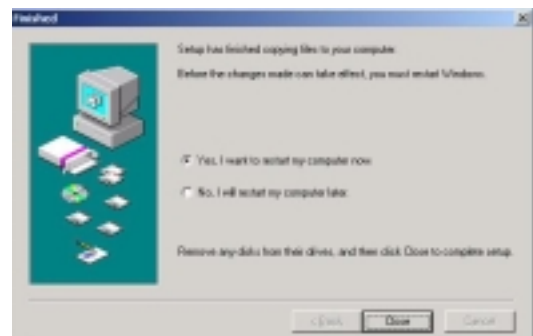 Finished
Setup has finished copying files to your computer.
Before the changes made can take effect, you must restart Windows.
Yes, I want to restart my computer now.
No, I will restart my computer later.
Remove any disks from their drives, and then click Close to complete setup.
< Back
Close
Cancel